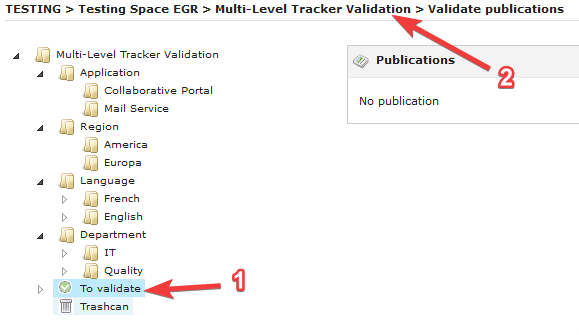 TESTING > Testing Space EGR > Multi-Level Tracker Validation > Validate publications
Multi-Level Tracker Validation
Application
Collaborative Portal
Mail Service
Region
America
Europa
Language
French
English
Department
IT
Quality
To validate
1
Trashcan
Publications
2
No publication